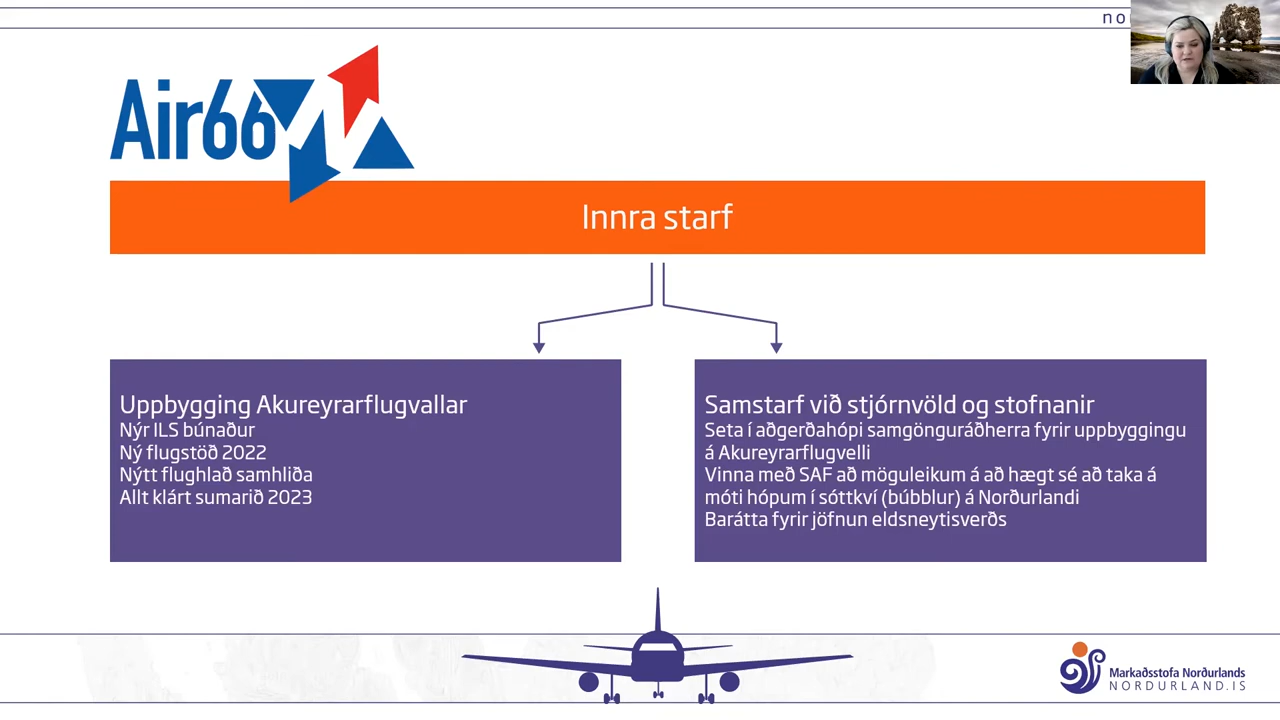 no
Air66
Innra starf
Uppbygging Akureyrarflugvallar
Nýr ILS búnaður
Ný flugstöð 2022
Nýtt flughlað samhliða
Allt klárt sumarið 2023
Samstarf við stjórnvöld og stofnanir
Seta í aðgerðahópi samgönguráðherra fyrir uppbyggingu
á Akureyrarflugvelli
Vinna með SAF að möguleikum á að hægt sé að taka á
móti hópum í sóttkví (búbblur) á Norðurlandi
Barátta fyrir jöfnun eldsneytisverðs
Markaðsstofa Norðurlands
NORDURLAND.IS